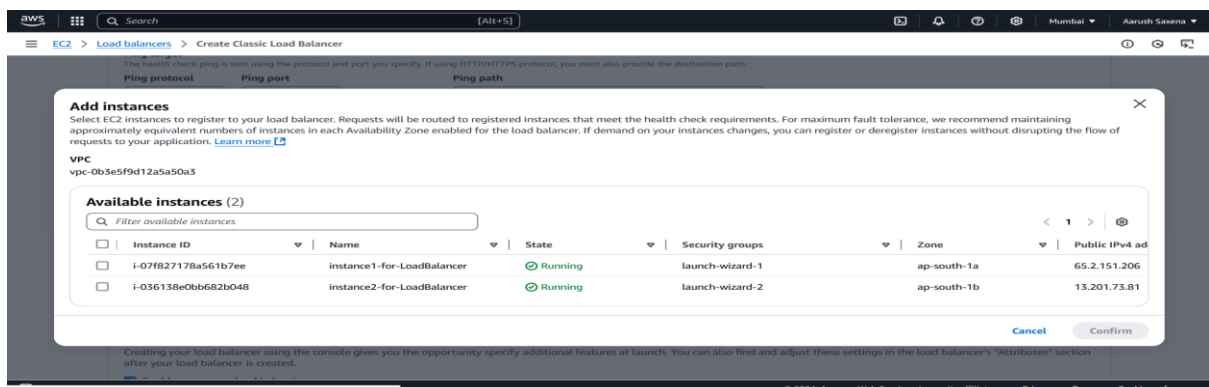 aws
Search [Alt+S] Mumbai Aarush Saxena
EC2 > Load balancers > Create Classic Load Balancer
The health check ping is sent using the protocol and port you specify. If using HTTP/HTTPS protocol, you must also provide the destination path.
Ping protocol Ping port Ping path
Add instances
Select EC2 instances to register to your load balancer. Requests will be routed to registered instances that meet the health check requirements. For maximum fault tolerance, we recommend maintaining
approximately equivalent numbers of instances in each Availability Zone enabled for the load balancer. If demand on your instances changes, you can register or deregister instances without disrupting the flow of
requests to your application. Learn more
VPC
vpc-0b3e5f9d12a5a50a3
Available instances (2)
Filter available instances
< 1 >
Instance ID Name State Security groups Zone Public IPv4 ad
i-07f827178a561b7ee instance1-for-LoadBalancer Running launch-wizard-1 ap-south-1a 65.2.151.206
i-036138e0bb682b048 instance2-for-LoadBalancer Running launch-wizard-2 ap-south-1b 13.201.73.81
Cancel Confirm
Creating your load balancer using the console gives you the opportunity specify additional features at launch. You can also find and adjust these settings in the load balancer's "Attributes" section
after your load balancer is created.